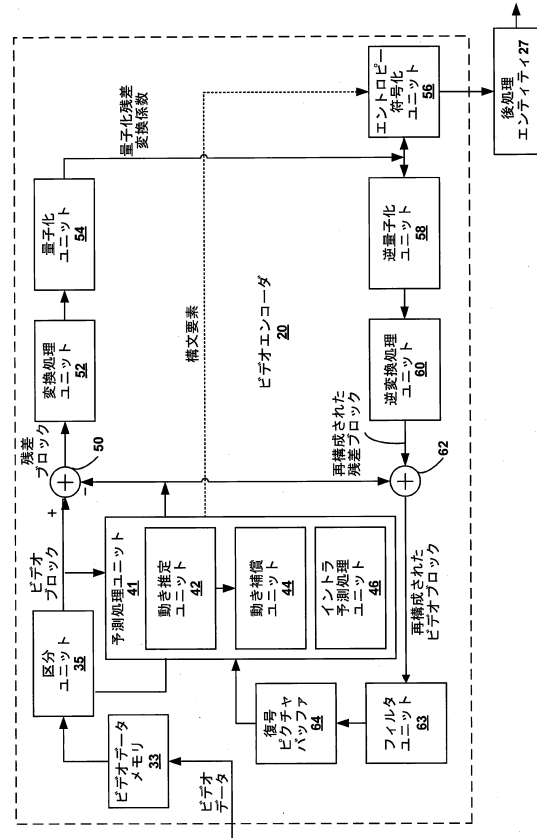 ビデオ
データ
ビデオデータ
メモリ
33
区分
ユニット
35
ビデオ
ブロック
+
-
残差
ブロック
50
変換処理
ユニット
52
量子化
ユニット
54
量子化残差
変換係数
予測処理ユニット
41
動き推定
ユニット
42
動き補償
ユニット
44
イントラ
予測処理
ユニット
46
構文要素
ビデオエンコーダ
20
エントロピー
符号化
ユニット
56
後処理
エンティティ27
逆量子化
ユニット
58
逆変換処理
ユニット
60
再構成された
残差ブロック
62
再構成された
ビデオブロック
フィルタ
ユニット
63
復号
ピクチャ
バッファ
64